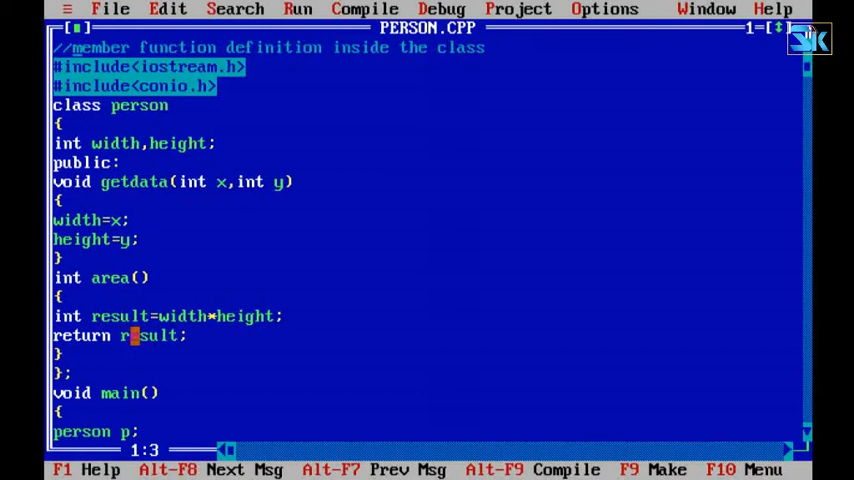 ≡ File Edit Search Run Compile Debug Project Options Window Help
PERSON.CPP 1=[↕]
SK
//member function definition inside the class
#include<iostream.h>
#include<conio.h>
class person
{
int width,height;
public:
void getdata(int x,int y)
{
width=x;
height=y;
}
int area()
{
int result=width*height;
return result;
}
};
void main()
{
person p;
1:3
F1 Help Alt-F8 Next Msg Alt-F7 Prev Msg Alt-F9 Compile F9 Make F10 Menu